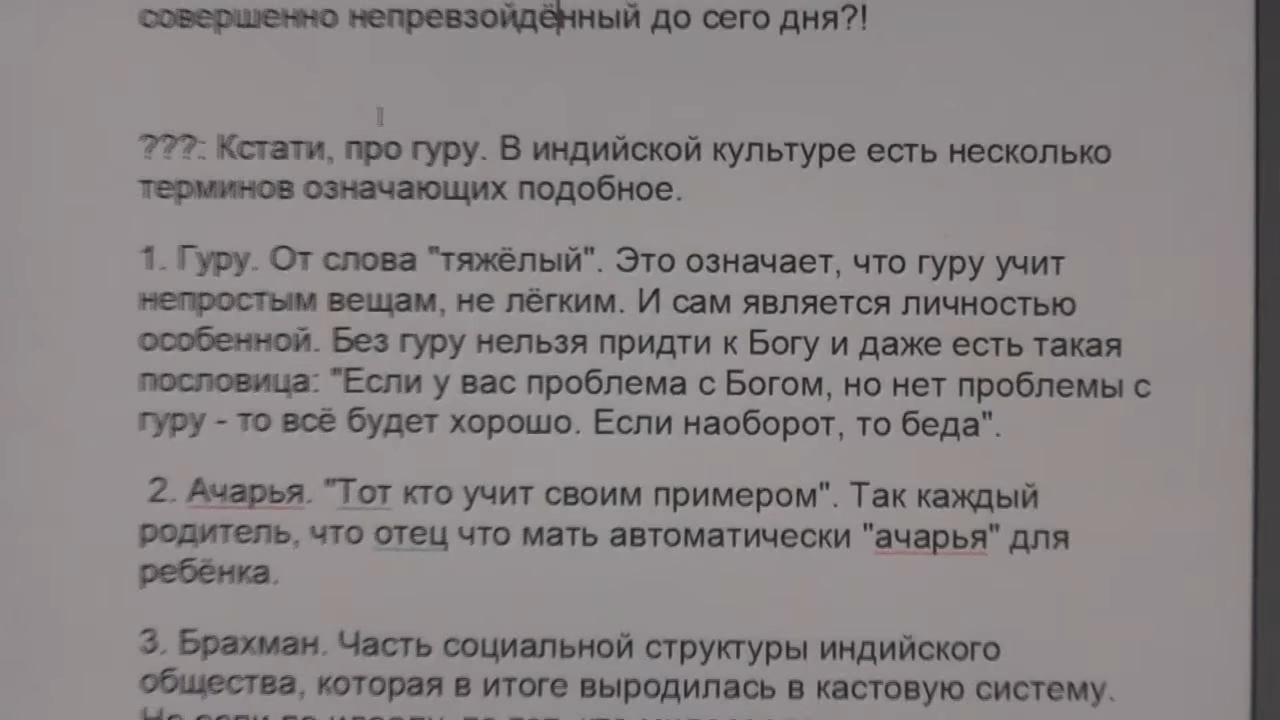 совершенно непревзойдённый до сего дня?!
???: Кстати, про гуру. В индийской культуре есть несколько
терминов означающих подобное.
1. Гуру. От слова "тяжёлый". Это означает, что гуру учит
непростым вещам, не лёгким. И сам является личностью
особенной. Без гуру нельзя придти к Богу и даже есть такая
пословица: "Если у вас проблема с Богом, но нет проблемы с
гуру - то всё будет хорошо. Если наоборот, то беда".
2. Ачарья. "Тот кто учит своим примером". Так каждый
родитель, что отец что мать автоматически "ачарья" для
ребёнка.
3. Брахман. Часть социальной структуры индийского
общества, которая в итоге выродилась в кастовую систему.